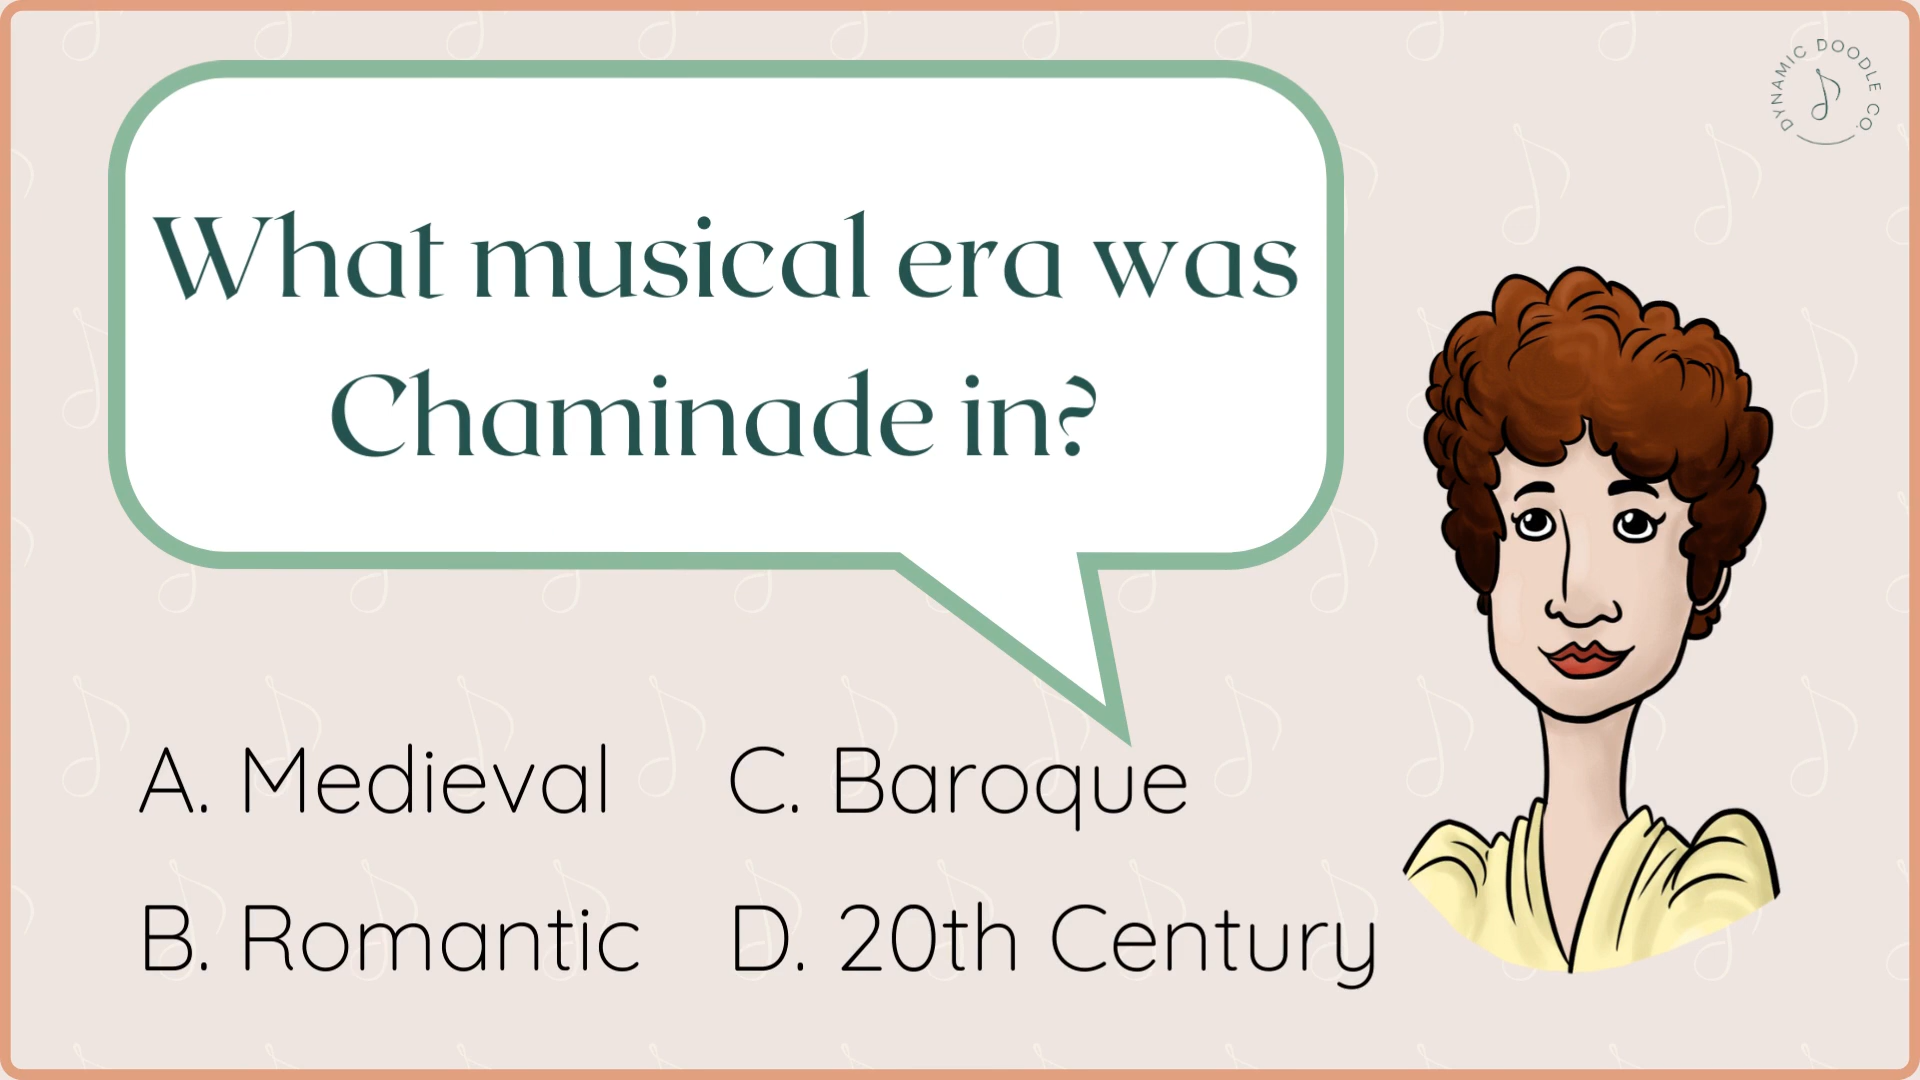 DYNAMIC DOODLE CO.
What musical era was
Chaminade in?
A. Medieval
B. Romantic
C. Baroque
D. 20th Century